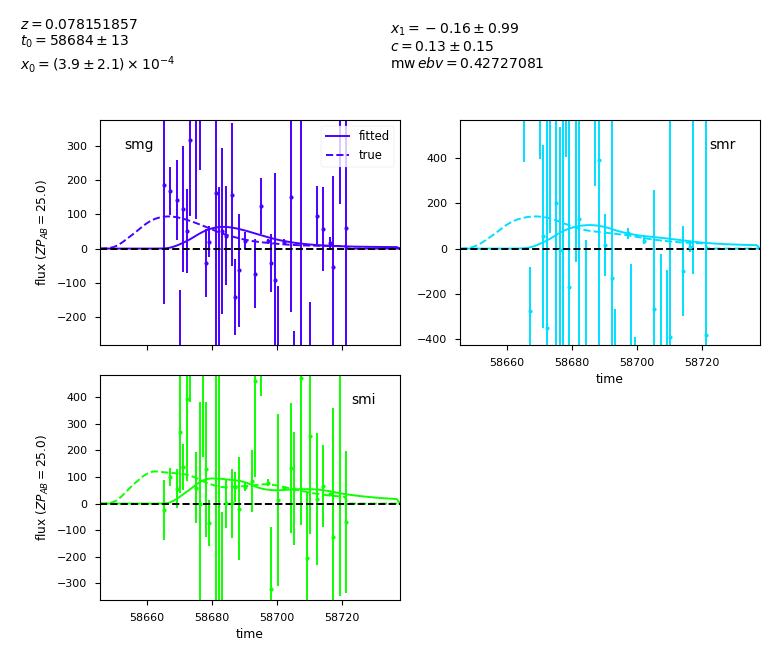 z = 0.078151857
t₀ = 58684 ± 13
x₀ = (3.9 ± 2.1) × 10⁻⁴
x₁ = −0.16 ± 0.99
c = 0.13 ± 0.15
mw ebv = 0.42727081
smg
fitted
true
300
200
100
0
−100
−200
flux (ZP_AB = 25.0)
smr
400
200
0
−200
−400
58660 58680 58700 58720
time
smi
400
300
200
100
0
−100
−200
−300
flux (ZP_AB = 25.0)
58660 58680 58700 58720
time